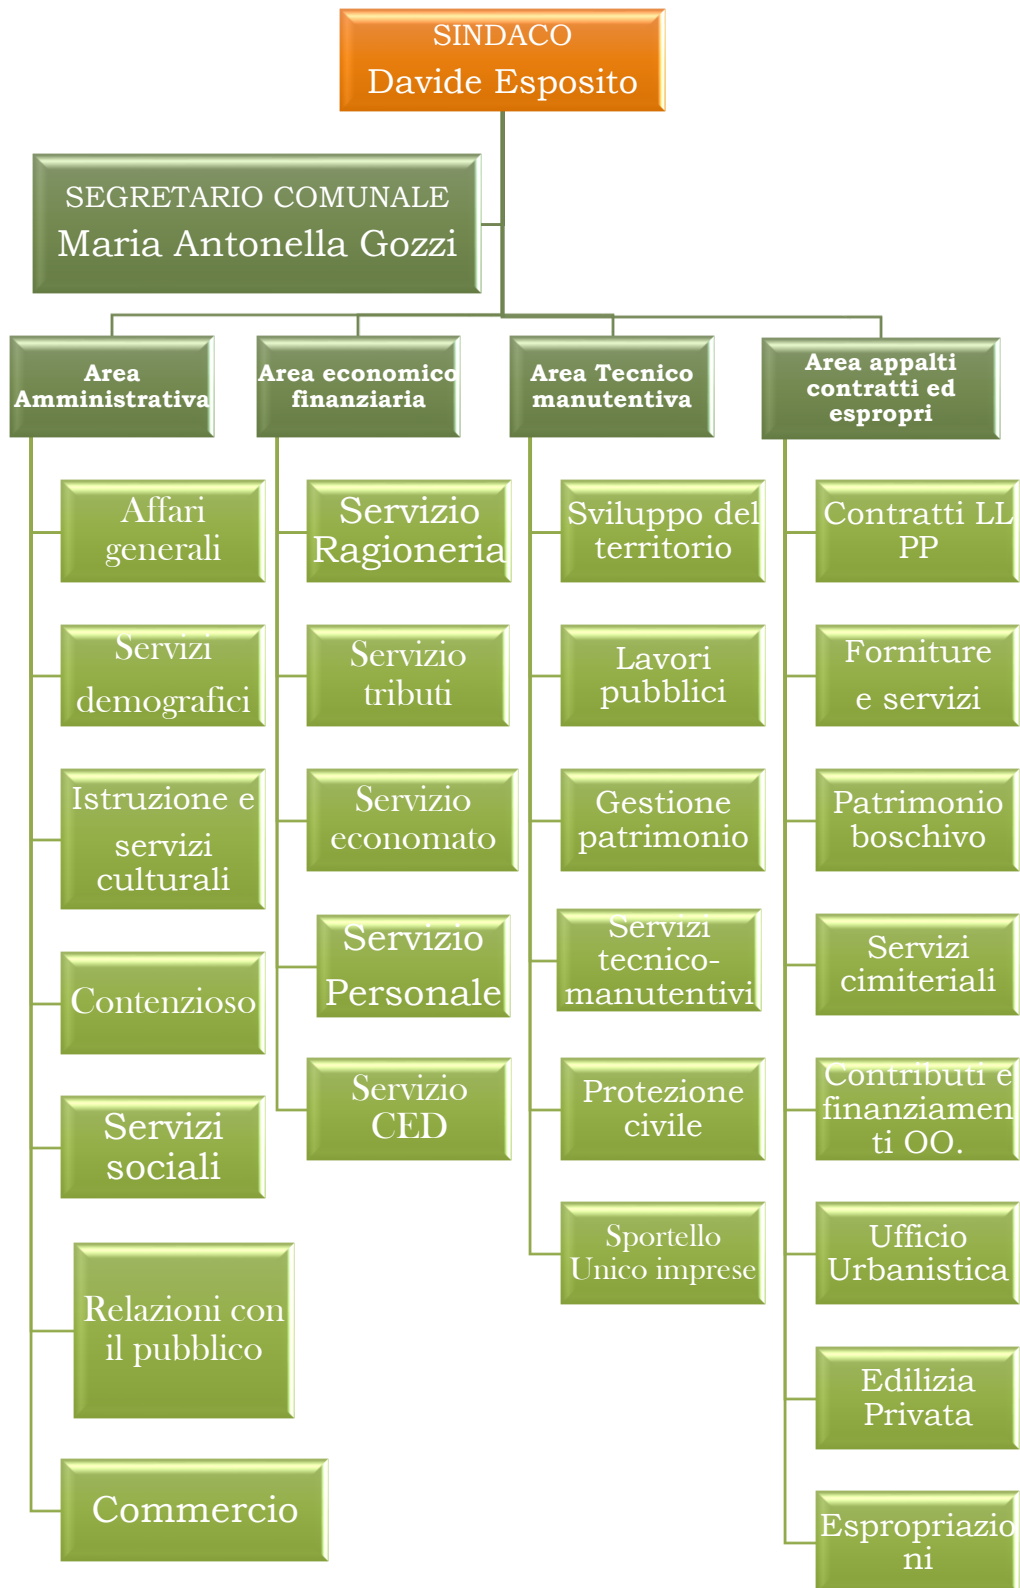 SINDACO
Davide Esposito
SEGRETARIO COMUNALE
Maria Antonella Gozzi
Area
Amministrativa
Affari
generali
Servizi
demografici
Istruzione e
servizi
culturali
Contenzioso
Servizi
sociali
Relazioni con
il pubblico
Commercio
Area economico
finanziaria
Servizio
Ragioneria
Servizio
tributi
Servizio
economato
Servizio
Personale
Servizio
CED
Area Tecnico
manutentiva
Sviluppo del
territorio
Lavori
pubblici
Gestione
patrimonio
Servizi
tecnico-
manutentivi
Protezione
civile
Sportello
Unico imprese
Area appalti
contratti ed
espropri
Contratti LL
PP
Forniture
e servizi
Patrimonio
boschivo
Servizi
cimiteriali
Contributi e
finanziamen
ti OO.
Ufficio
Urbanistica
Edilizia
Privata
Espropriazio
ni